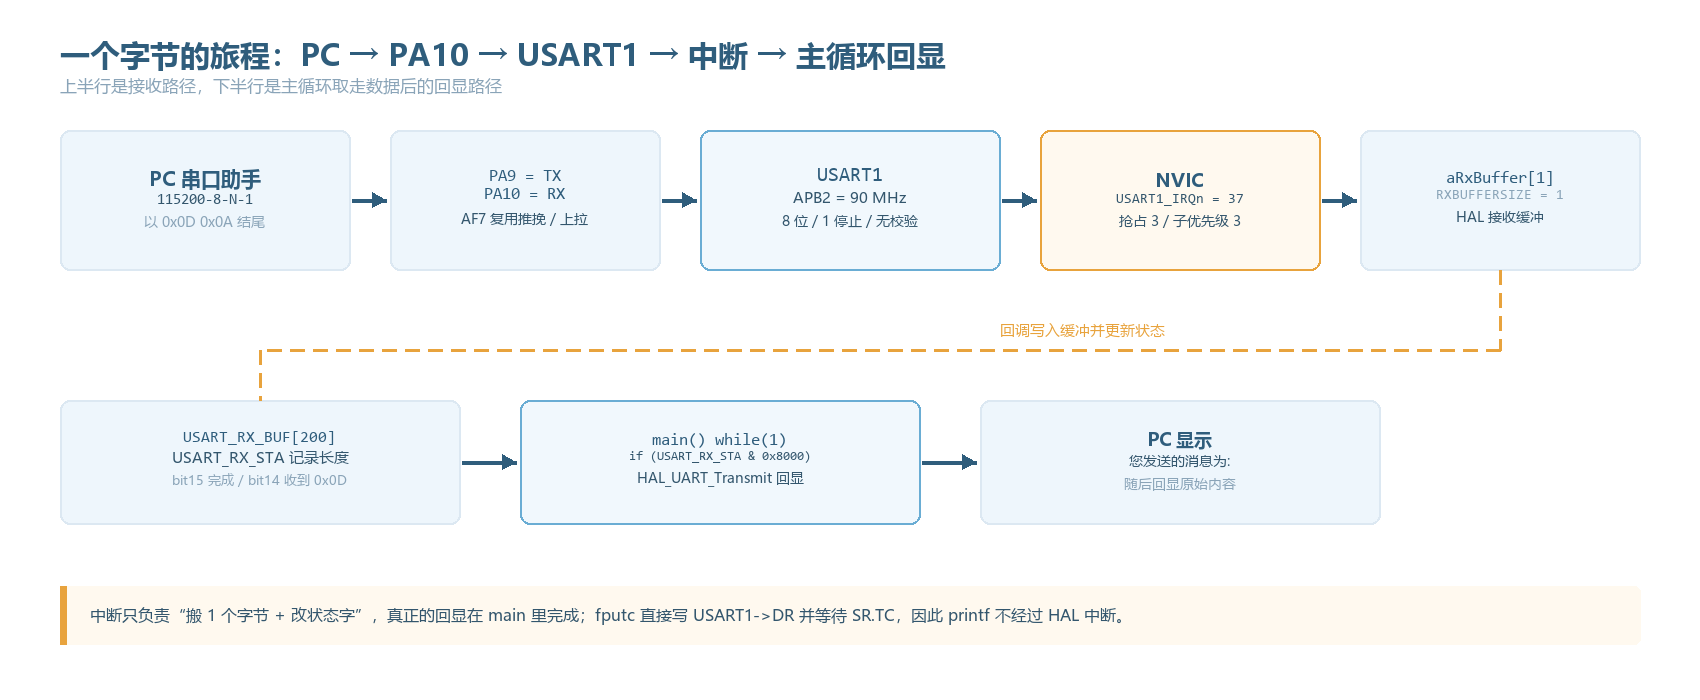 一个字节的旅程：PC → PA10 → USART1 → 中断 → 主循环回显
上半行是接收路径，下半行是主循环取走数据后的回显路径
PC 串口助手
115200-8-N-1
以 0x0D 0x0A 结尾
PA9 = TX
PA10 = RX
AF7 复用推挽 / 上拉
USART1
APB2 = 90 MHz
8 位 / 1 停止 / 无校验
NVIC
USART1_IRQn = 37
抢占 3 / 子优先级 3
aRxBuffer[1]
RXBUFFERSIZE = 1
HAL 接收缓冲
回调写入缓冲并更新状态
USART_RX_BUF[200]
USART_RX_STA 记录长度
bit15 完成 / bit14 收到 0x0D
main() while(1)
if (USART_RX_STA & 0x8000)
HAL_UART_Transmit 回显
PC 显示
您发送的消息为:
随后回显原始内容
中断只负责“搬 1 个字节 + 改状态字”，真正的回显在 main 里完成；fputc 直接写 USART1->DR 并等待 SR.TC，因此 printf 不经过 HAL 中断。